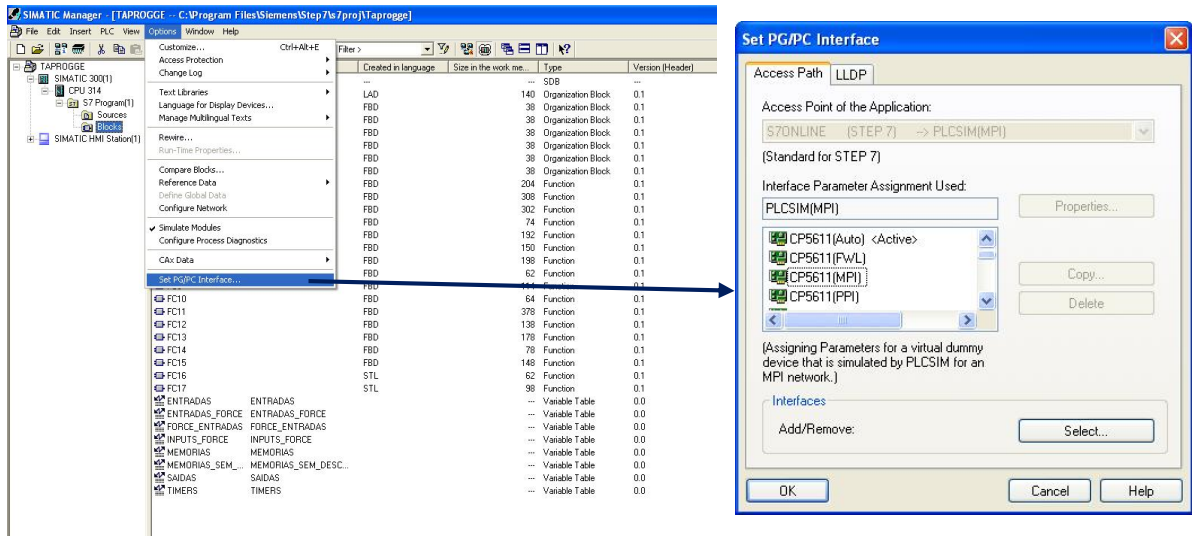 SIMATIC Manager - [TAPROGGE -- C:\Program Files\Siemens\Step7\s7proj\Taprogge]
File Edit Insert PLC View Options Window Help
Filter >
TAPROGGE
SIMATIC 300(1)
CPU 314
S7 Program(1)
Sources
Blocks
SIMATIC HMI Station(1)
Customize... Ctrl+Alt+E
Access Protection
Change Log
Text Libraries
Language for Display Devices...
Manage Multilingual Texts
Rewire...
Run-Time Properties...
Compare Blocks...
Reference Data
Define Global Data
Configure Network
Simulate Modules
Configure Process Diagnostics
CAx Data
Set PG/PC Interface...
Created in language Size in the work me... Type Version (Header)
--- --- SDB ---
LAD 140 Organization Block 0.1
FBD 38 Organization Block 0.1
FBD 38 Organization Block 0.1
FBD 38 Organization Block 0.1
FBD 38 Organization Block 0.1
FBD 38 Organization Block 0.1
FBD 38 Organization Block 0.1
FBD 204 Function 0.1
FBD 308 Function 0.1
FBD 302 Function 0.1
FBD 74 Function 0.1
FBD 192 Function 0.1
FBD 150 Function 0.1
FBD 198 Function 0.1
FBD 62 Function 0.1
FBD Function 0.1
FC10 FBD 64 Function 0.1
FC11 FBD 378 Function 0.1
FC12 FBD 138 Function 0.1
FC13 FBD 178 Function 0.1
FC14 FBD 78 Function 0.1
FC15 FBD 148 Function 0.1
FC16 STL 62 Function 0.1
FC17 STL 98 Function 0.1
ENTRADAS ENTRADAS --- Variable Table 0.0
ENTRADAS_FORCE ENTRADAS_FORCE --- Variable Table 0.0
FORCE_ENTRADAS FORCE_ENTRADAS --- Variable Table 0.0
INPUTS_FORCE INPUTS_FORCE --- Variable Table 0.0
MEMORIAS MEMORIAS --- Variable Table 0.0
MEMORIAS_SEM_... MEMORIAS_SEM_DESC... --- Variable Table 0.0
SAIDAS SAIDAS --- Variable Table 0.0
TIMERS TIMERS --- Variable Table 0.0
Set PG/PC Interface
Access Path LLDP
Access Point of the Application:
S7ONLINE (STEP 7) --> PLCSIM(MPI)
(Standard for STEP 7)
Interface Parameter Assignment Used:
PLCSIM(MPI) Properties...
CP5611(Auto) <Active>
CP5611(FWL)
CP5611(MPI)
CP5611(PPI)
Copy...
Delete
(Assigning Parameters for a virtual dummy
device that is simulated by PLCSIM for an
MPI network.)
Interfaces
Add/Remove: Select...
OK Cancel Help